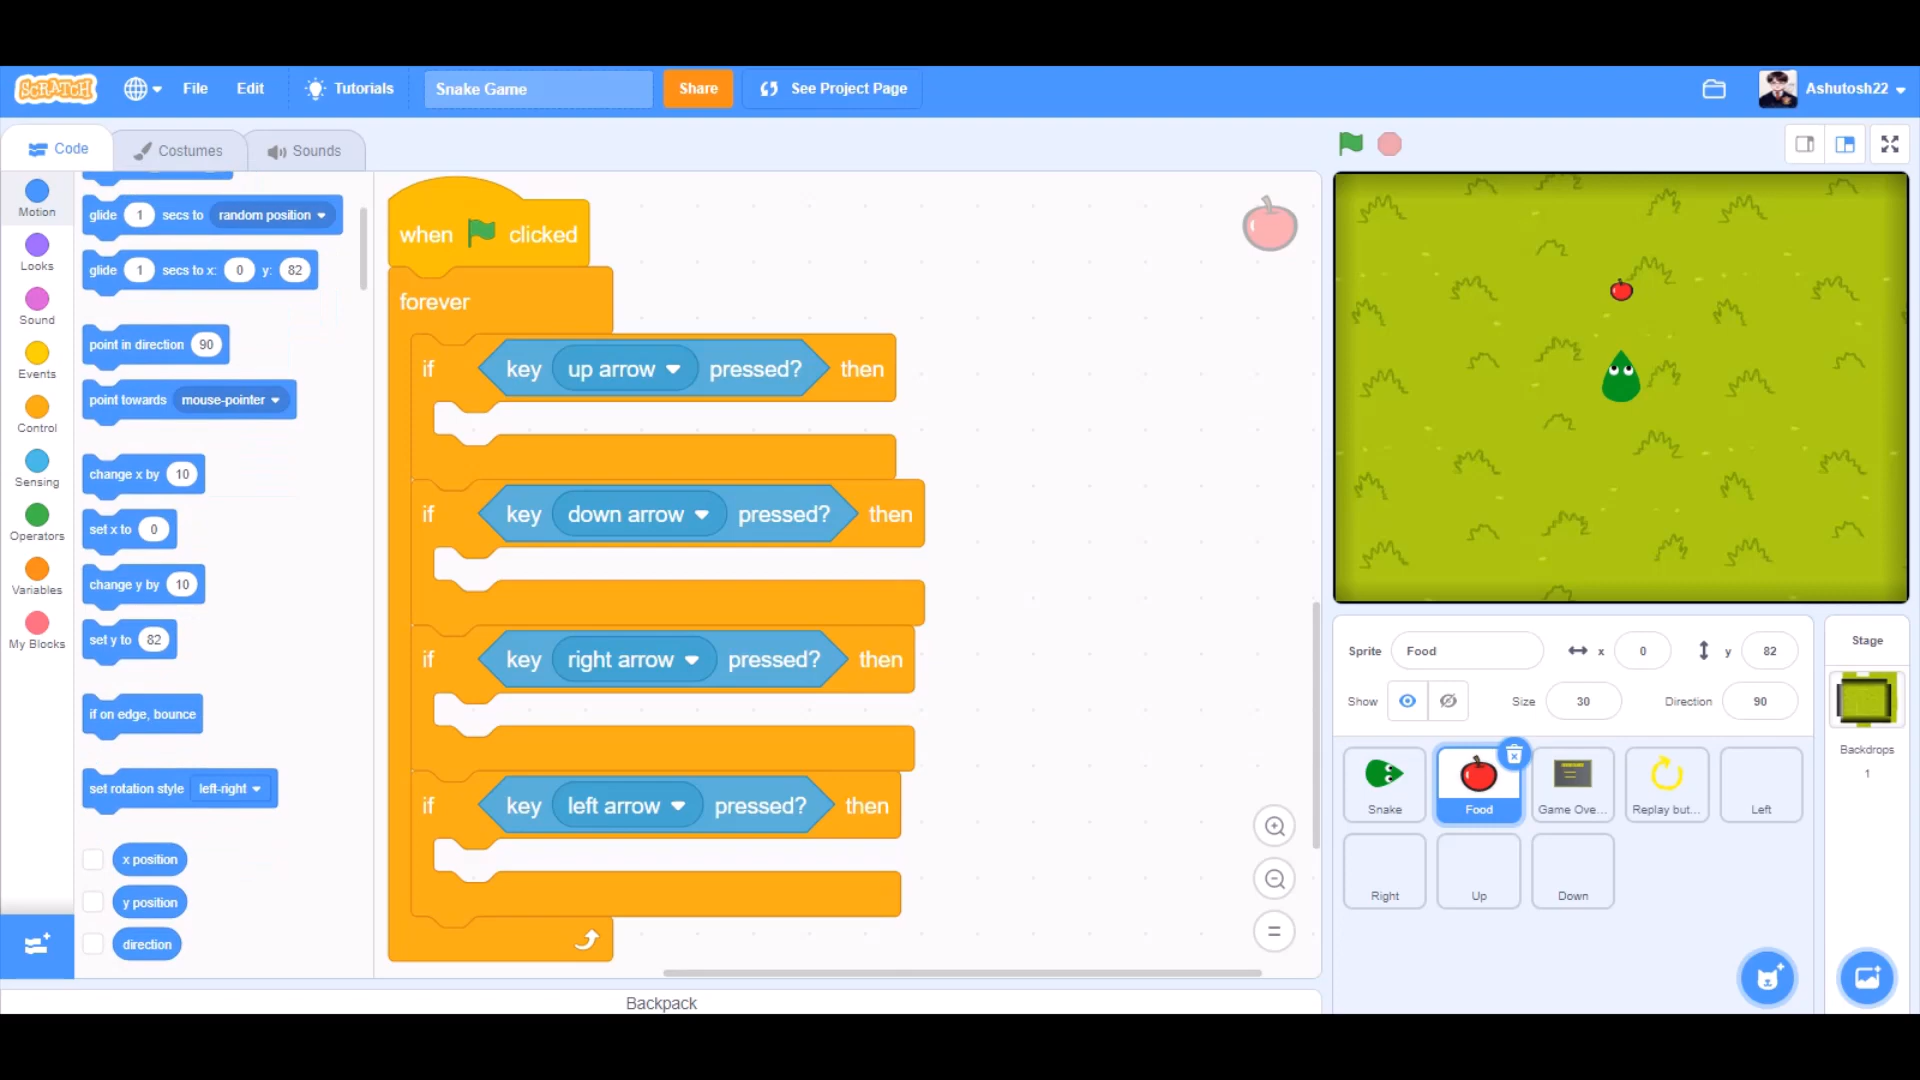 SCRATCH
File
Edit
Tutorials
Snake Game
Share
See Project Page
Ashutosh22
Code
Costumes
Sounds
Motion
Looks
Sound
Events
Control
Sensing
Operators
Variables
My Blocks
glide 1 secs to random position
glide 1 secs to x: 0 y: 82
point in direction 90
point towards mouse-pointer
change x by 10
set x to 0
change y by 10
set y to 82
if on edge, bounce
set rotation style left-right
x position
y position
direction
when clicked
forever
if key up arrow pressed? then
if key down arrow pressed? then
if key right arrow pressed? then
if key left arrow pressed? then
Backpack
Sprite Food x 0 y 82
Show Size 30 Direction 90
Snake
Food
Game Ove...
Replay but...
Left
Right
Up
Down
Stage
Backdrops
1